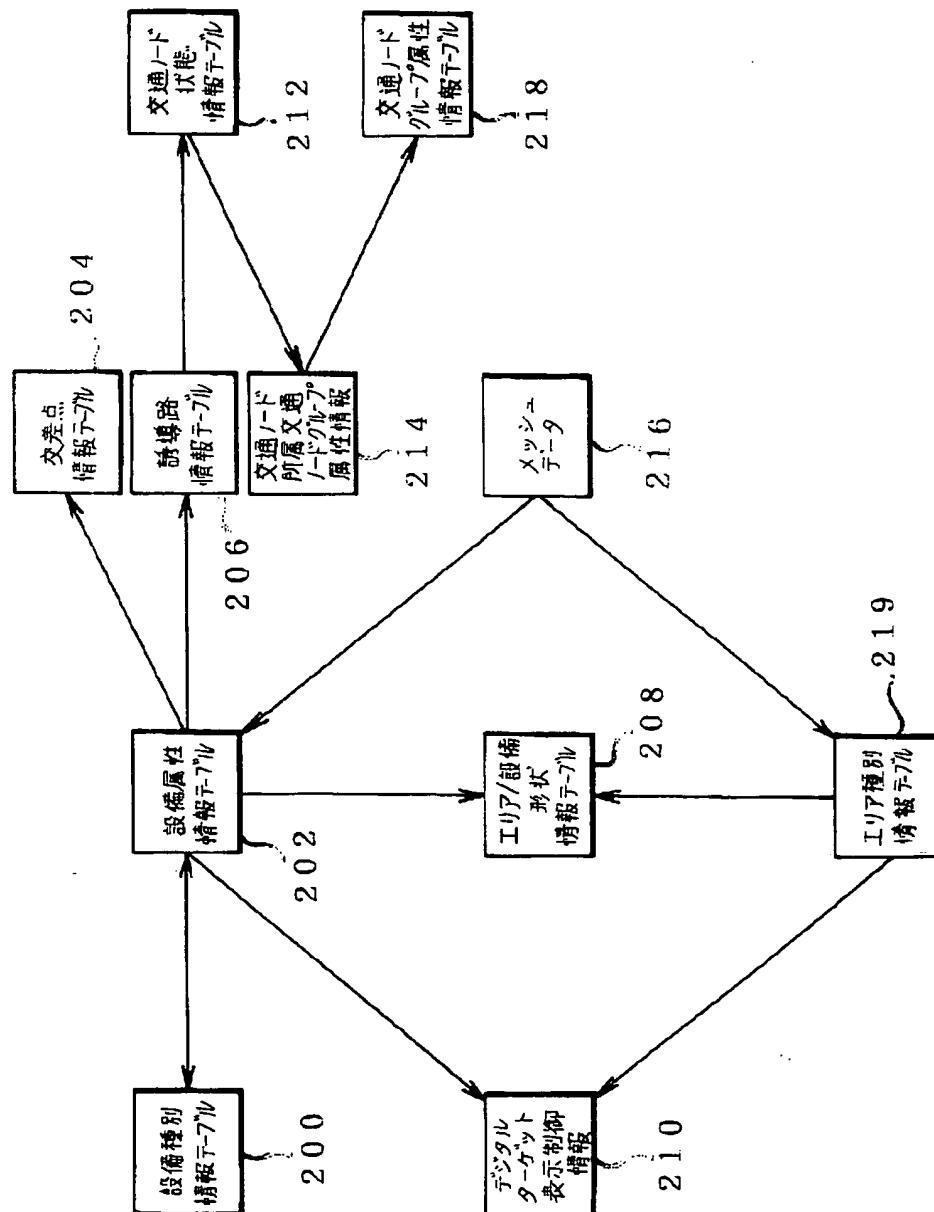 交差点
情報テーブル
204
誘導路
情報テーブル
206
交通ノード
状態
情報テーブル
212
交通ノード
所属交通
ノードグループ
属性情報
214
交通ノード
グループ属性
情報テーブル
218
設備種別
情報テーブル
200
設備属性
情報テーブル
202
メッシュ
データ
216
エリア/設備
形状
情報テーブル
208
デジタル
ターゲット
表示制御
情報
210
エリア種別
情報テーブル
219